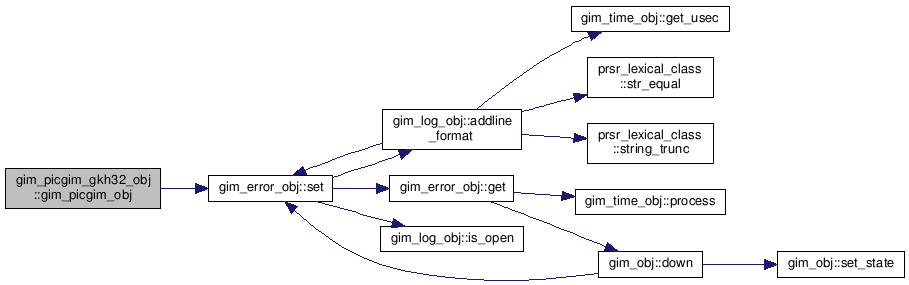 gim_time_obj::get_usec
prsr_lexical_class
::str_equal
gim_log_obj::addline
_format
prsr_lexical_class
::string_trunc
gim_picgim_gkh32_obj
::gim_picgim_obj
gim_error_obj::set
gim_error_obj::get
gim_time_obj::process
gim_log_obj::is_open
gim_obj::down
gim_obj::set_state